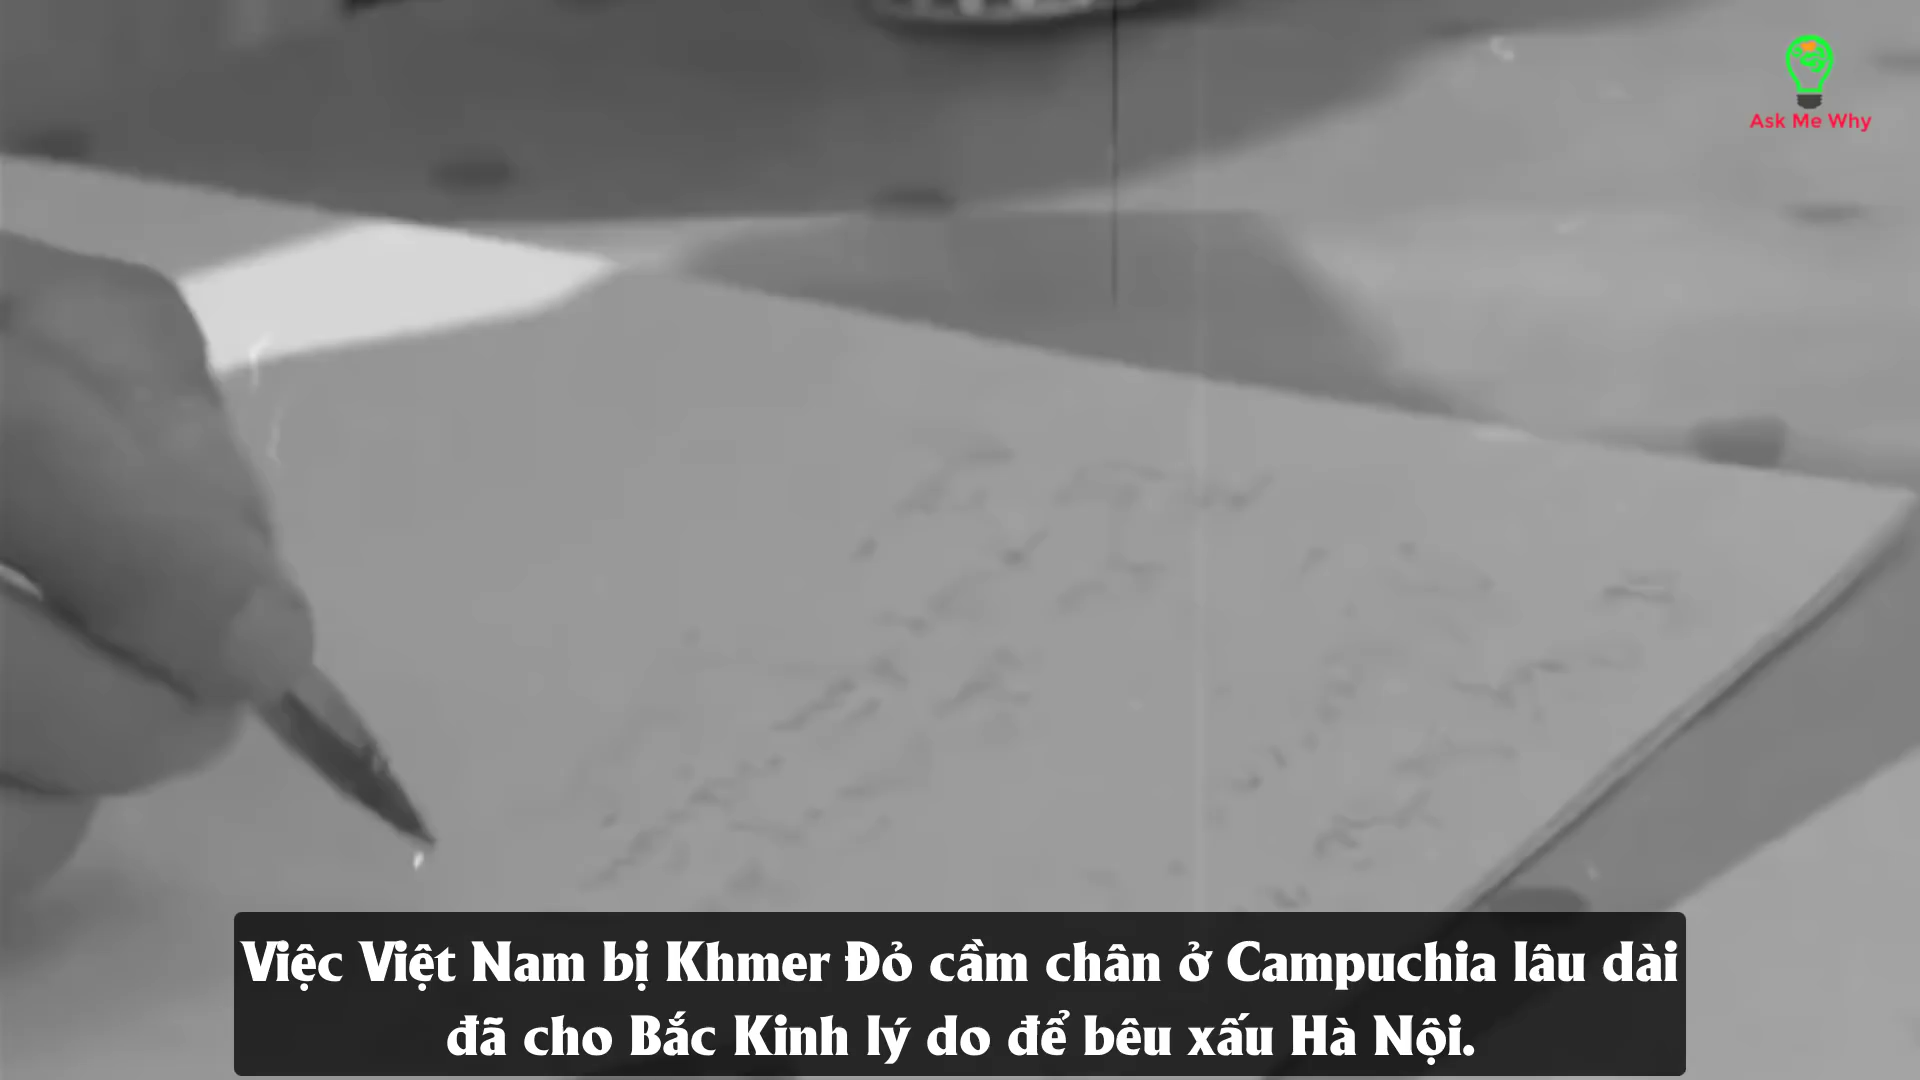 Ask Me Why
Việc Việt Nam bị Khmer Đỏ cầm chân ở Campuchia lâu dài
đã cho Bắc Kinh lý do để bêu xấu Hà Nội.